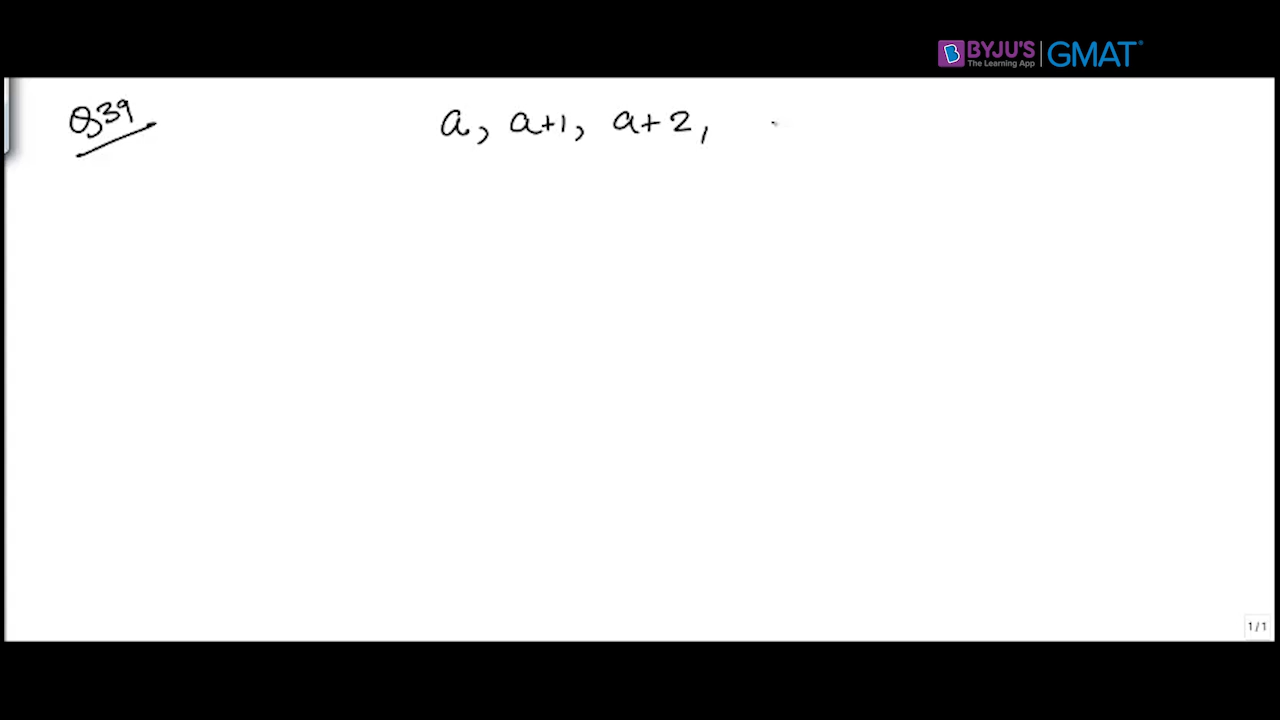 BYJU'S
The Learning App
GMAT®
Q39
a, a+1, a+2,
1/1